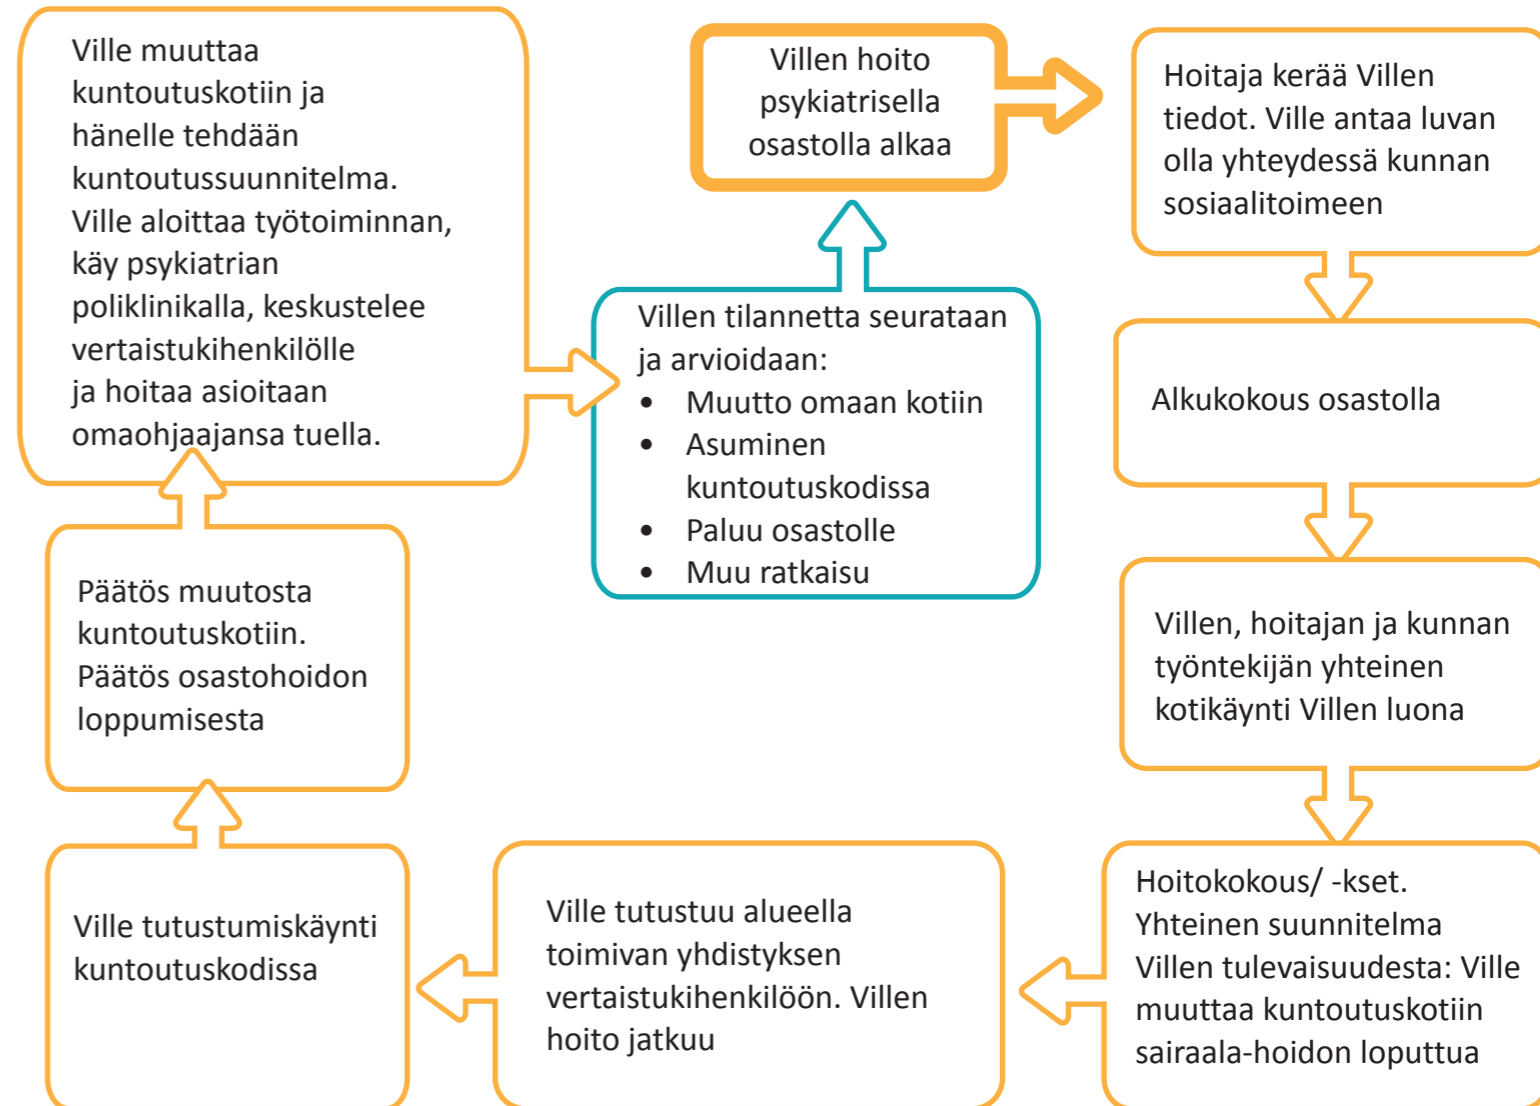 Villen hoito
psykiatrisella
osastolla alkaa
Hoitaja kerää Villen
tiedot. Ville antaa luvan
olla yhteydessä kunnan
sosiaalitoimeen
Alkukokous osastolla
Villen, hoitajan ja kunnan
työntekijän yhteinen
kotikäynti Villen luona
Hoitokokous/ -kset.
Yhteinen suunnitelma
Villen tulevaisuudesta: Ville
muuttaa kuntoutuskotiin
sairaala-hoidon loputtua
Ville tutustuu alueella
toimivan yhdistyksen
vertaistukihenkilöön. Villen
hoito jatkuu
Ville tutustumiskäynti
kuntoutuskodissa
Päätös muutosta
kuntoutuskotiin.
Päätös osastohoidon
loppumisesta
Ville muuttaa
kuntoutuskotiin ja
hänelle tehdään
kuntoutussuunnitelma.
Ville aloittaa työtoiminnan,
käy psykiatrian
poliklinikalla, keskustelee
vertaistukihenkilölle
ja hoitaa asioitaan
omaohjaajansa tuella.
Villen tilannetta seurataan
ja arvioidaan:
• Muutto omaan kotiin
• Asuminen
kuntoutuskodissa
• Paluu osastolle
• Muu ratkaisu